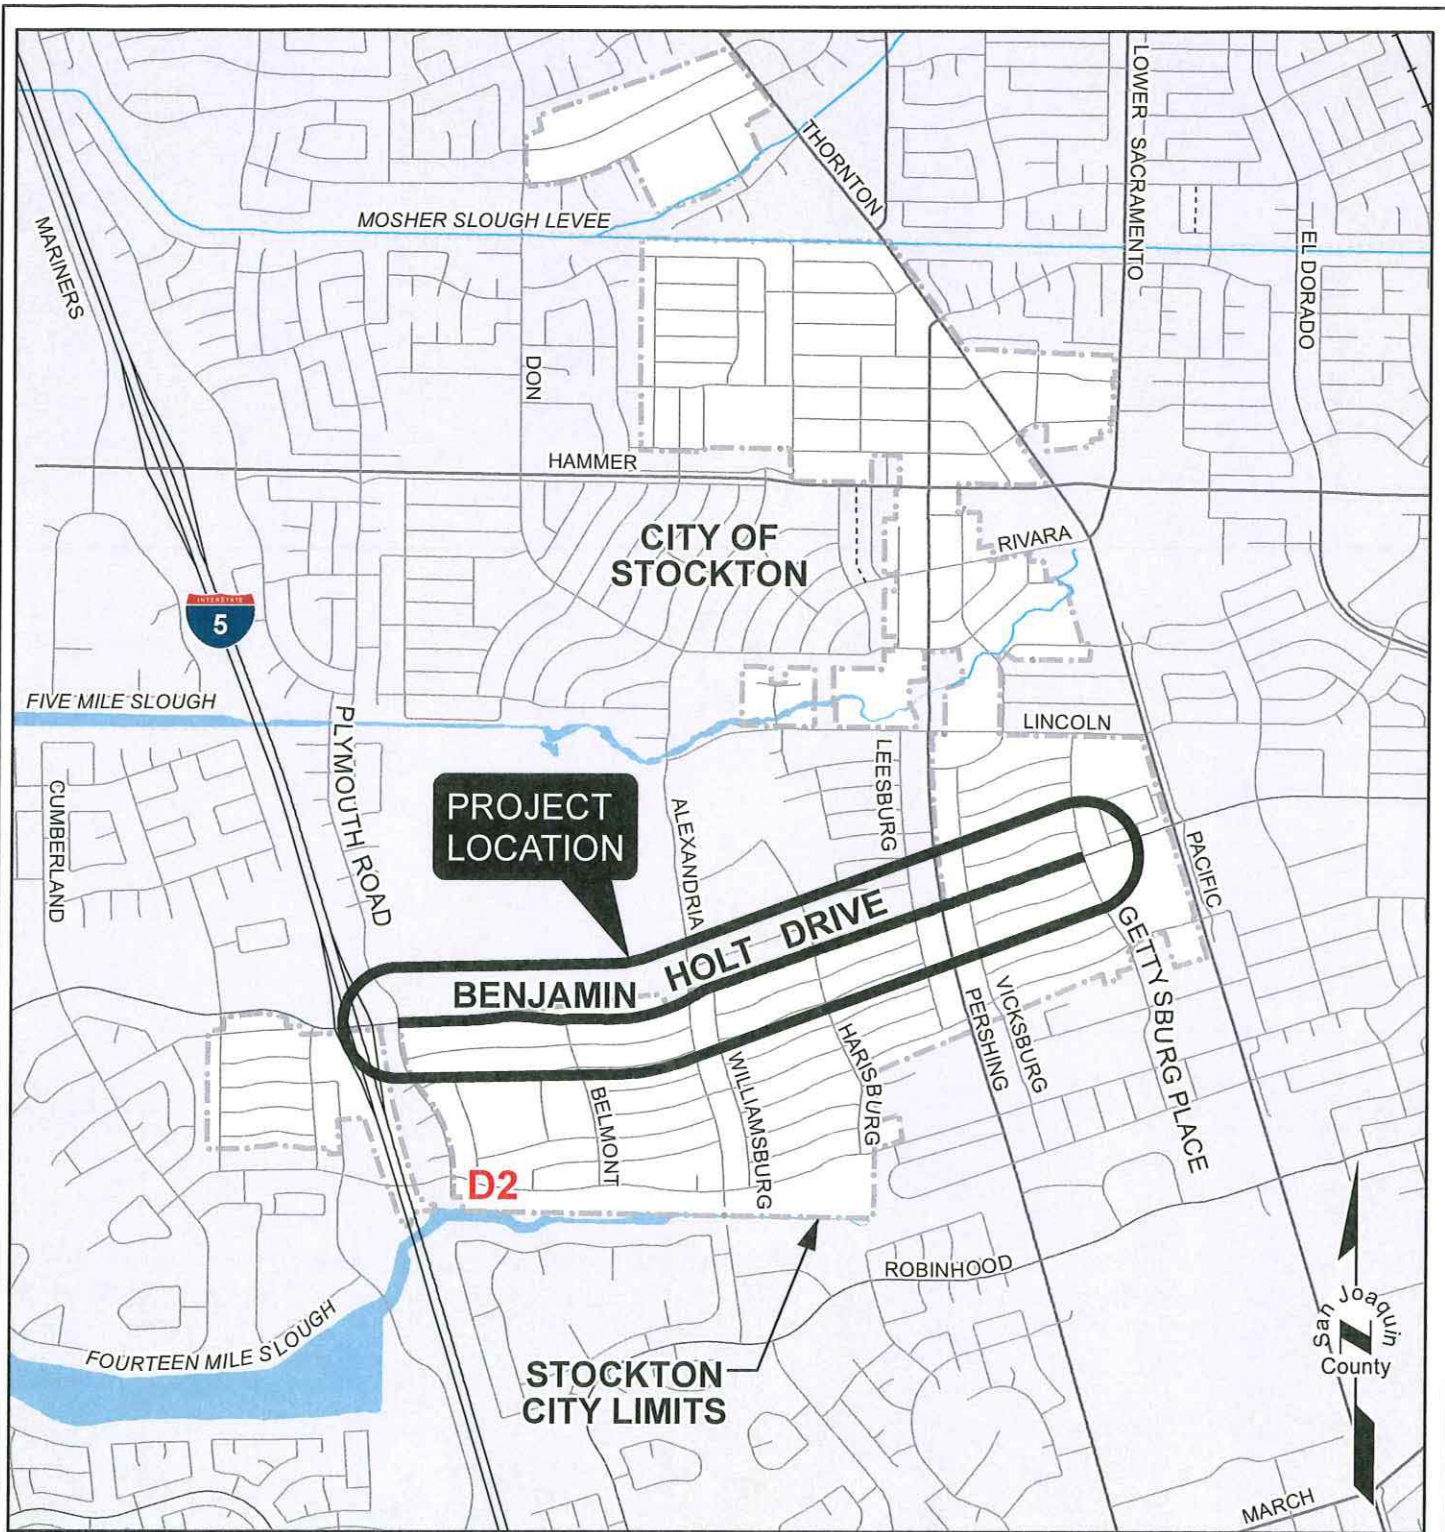 LOWER SACRAMENTO
THORNTON
MOSHER SLOUGH LEVEE
MARINERS
EL DORADO
DON
HAMMER
CITY OF
STOCKTON
RIVARA
INTERSTATE
5
FIVE MILE SLOUGH
PLYMOUTH ROAD
LINCOLN
LEESBURG
CUMBERLAND
PROJECT
LOCATION
ALEXANDRIA
PACIFIC
BENJAMIN HOLT DRIVE
GETTYSBURG PLACE
VICKSBURG
PERSHING
HARISBURG
WILLIAMSBURG
BELMONT
D2
ROBINHOOD
FOURTEEN MILE SLOUGH
STOCKTON
CITY LIMITS
San Joaquin
County
MARCH